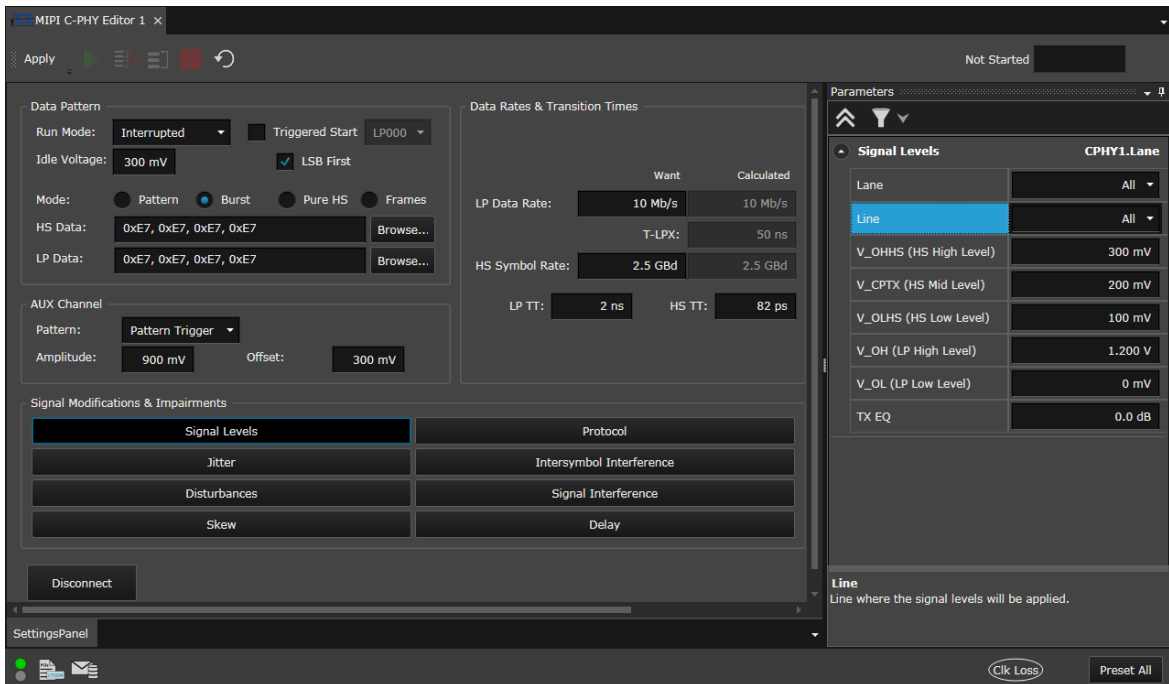 MIPI C-PHY Editor 1 ×
Apply
Not Started
Data Pattern
Run Mode: Interrupted Triggered Start LP000
Idle Voltage: 300 mV LSB First
Mode: Pattern Burst Pure HS Frames
HS Data: 0xE7, 0xE7, 0xE7, 0xE7 Browse...
LP Data: 0xE7, 0xE7, 0xE7, 0xE7 Browse...
AUX Channel
Pattern: Pattern Trigger
Amplitude: 900 mV Offset: 300 mV
Data Rates & Transition Times
Want Calculated
LP Data Rate: 10 Mb/s 10 Mb/s
T-LPX: 50 ns
HS Symbol Rate: 2.5 GBd 2.5 GBd
LP TT: 2 ns HS TT: 82 ps
Signal Modifications & Impairments
Signal Levels Protocol
Jitter Intersymbol Interference
Disturbances Signal Interference
Skew Delay
Disconnect
SettingsPanel
Parameters
Signal Levels CPHY1.Lane
Lane All
Line All
V_OHHS (HS High Level) 300 mV
V_CPTX (HS Mid Level) 200 mV
V_OLHS (HS Low Level) 100 mV
V_OH (LP High Level) 1.200 V
V_OL (LP Low Level) 0 mV
TX EQ 0.0 dB
Line
Line where the signal levels will be applied.
Clk Loss Preset All